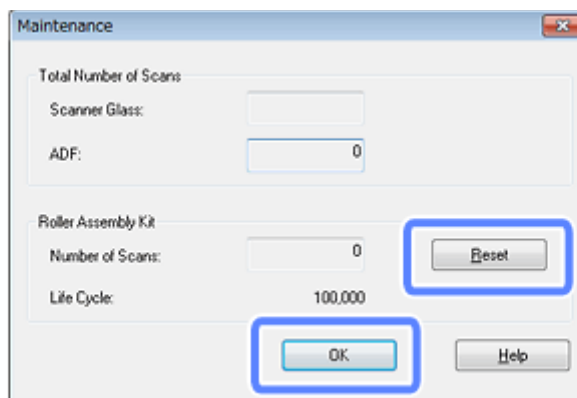 Maintenance
Total Number of Scans
Scanner Glass:
ADF: 0
Roller Assembly Kit
Number of Scans: 0 Reset
Life Cycle: 100,000
OK Help